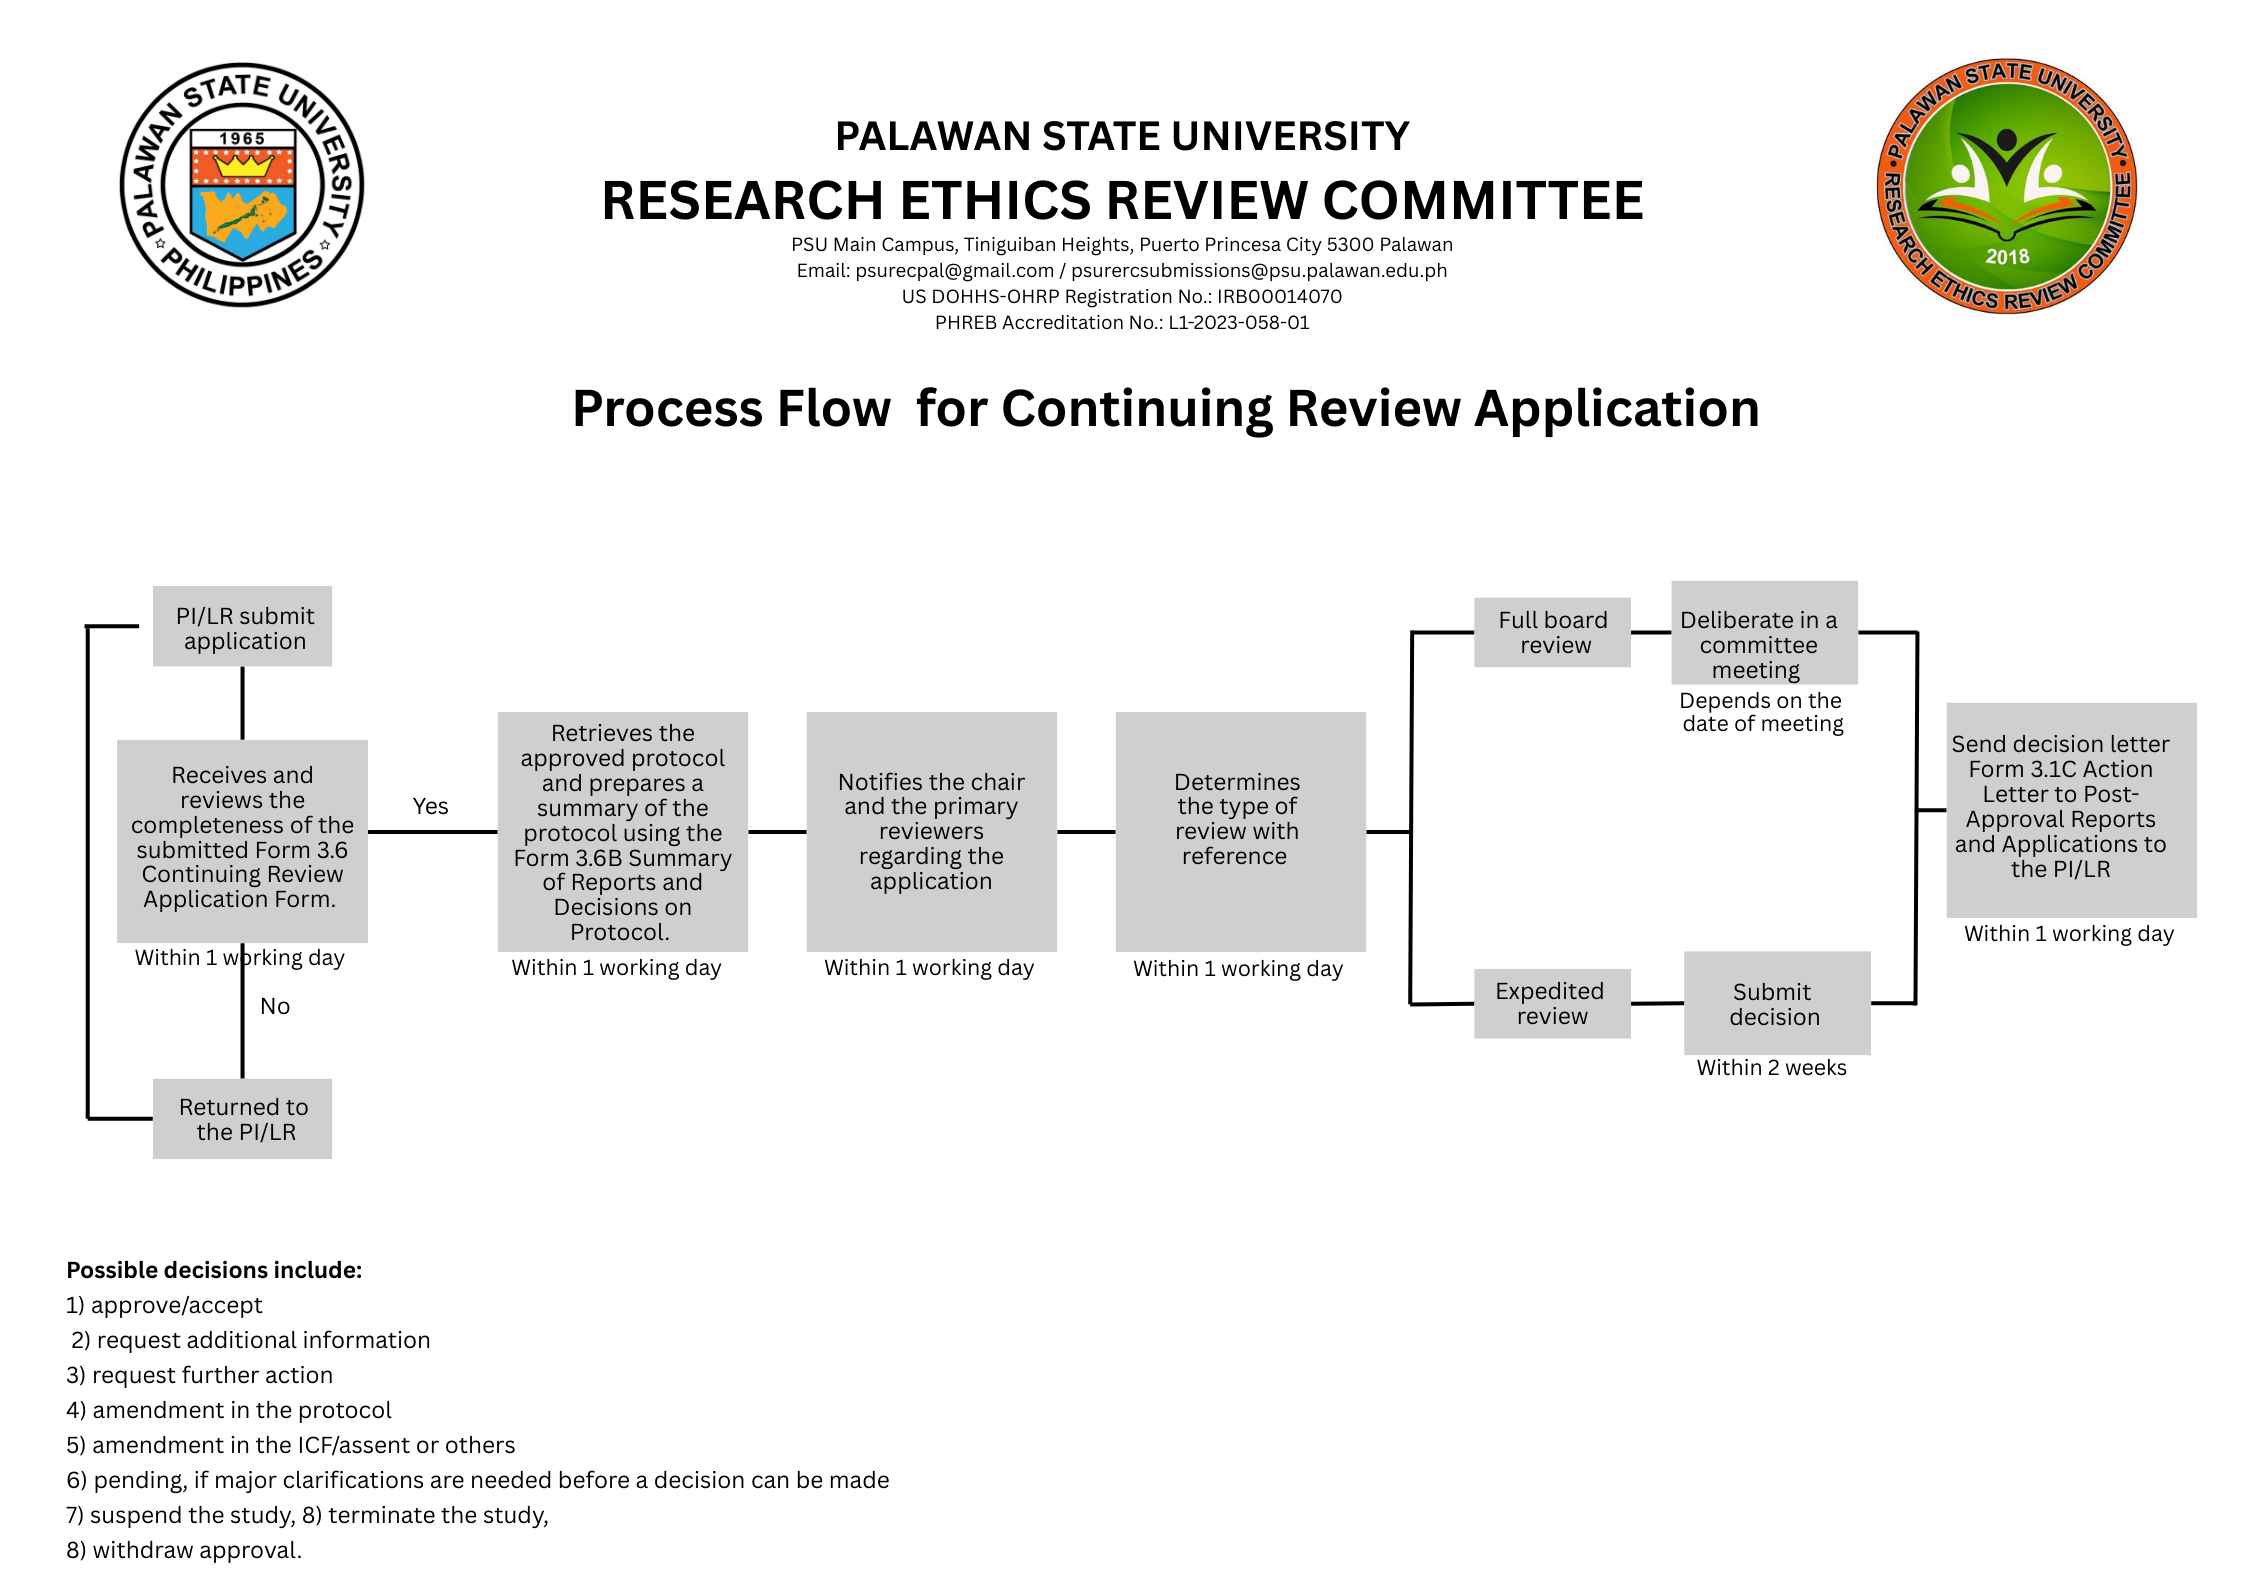 PALAWAN STATE UNIVERSITY
PHILIPPINES
1965
PALAWAN STATE UNIVERSITY
RESEARCH ETHICS REVIEW COMMITTEE
PSU Main Campus, Tiniguiban Heights, Puerto Princesa City 5300 Palawan
Email: psurecpal@gmail.com / psurercsubmissions@psu.palawan.edu.ph
US DOHHS-OHRP Registration No.: IRB00014070
PHREB Accreditation No.: L1-2023-058-01
PALAWAN STATE UNIVERSITY
RESEARCH ETHICS REVIEW COMMITTEE
2018
Process Flow for Continuing Review Application
PI/LR submit
application
Receives and
reviews the
completeness of the
submitted Form 3.6
Continuing Review
Application Form.
Within 1 working day
No
Returned to
the PI/LR
Yes
Retrieves the
approved protocol
and prepares a
summary of the
protocol using the
Form 3.6B Summary
of Reports and
Decisions on
Protocol.
Within 1 working day
Notifies the chair
and the primary
reviewers
regarding the
application
Within 1 working day
Determines
the type of
review with
reference
Within 1 working day
Full board
review
Deliberate in a
committee
meeting
Depends on the
date of meeting
Expedited
review
Submit
decision
Within 2 weeks
Send decision letter
Form 3.1C Action
Letter to Post-
Approval Reports
and Applications to
the PI/LR
Within 1 working day
Possible decisions include:
1) approve/accept
2) request additional information
3) request further action
4) amendment in the protocol
5) amendment in the ICF/assent or others
6) pending, if major clarifications are needed before a decision can be made
7) suspend the study, 8) terminate the study,
8) withdraw approval.